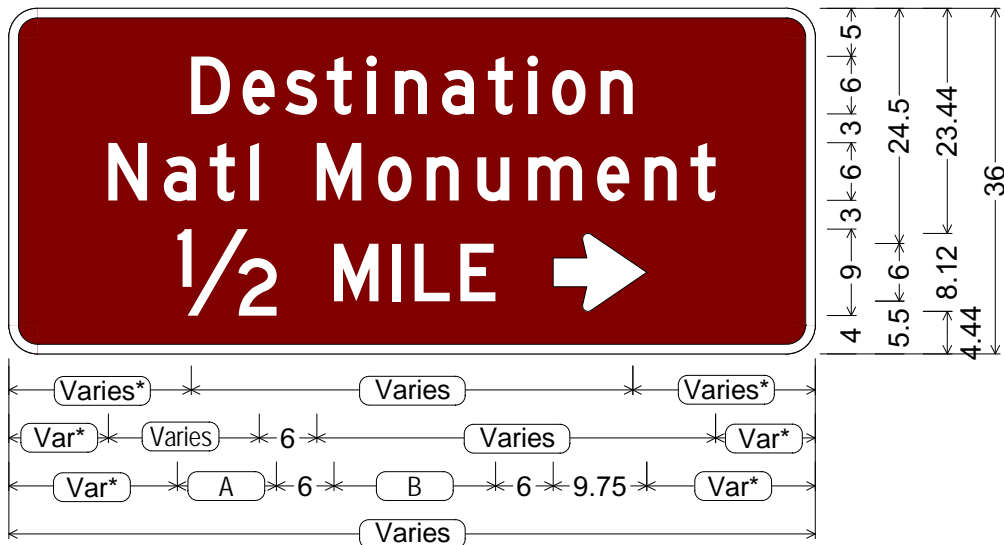 Destination
Natl Monument
1/2 MILE
5
6
3
6
3
9
4
24.5
6
5.5
23.44
8.12
4.44
36
Varies* Varies Varies*
Var* Varies 6 Varies Var*
Var* A 6 B 6 9.75 Var*
Varies